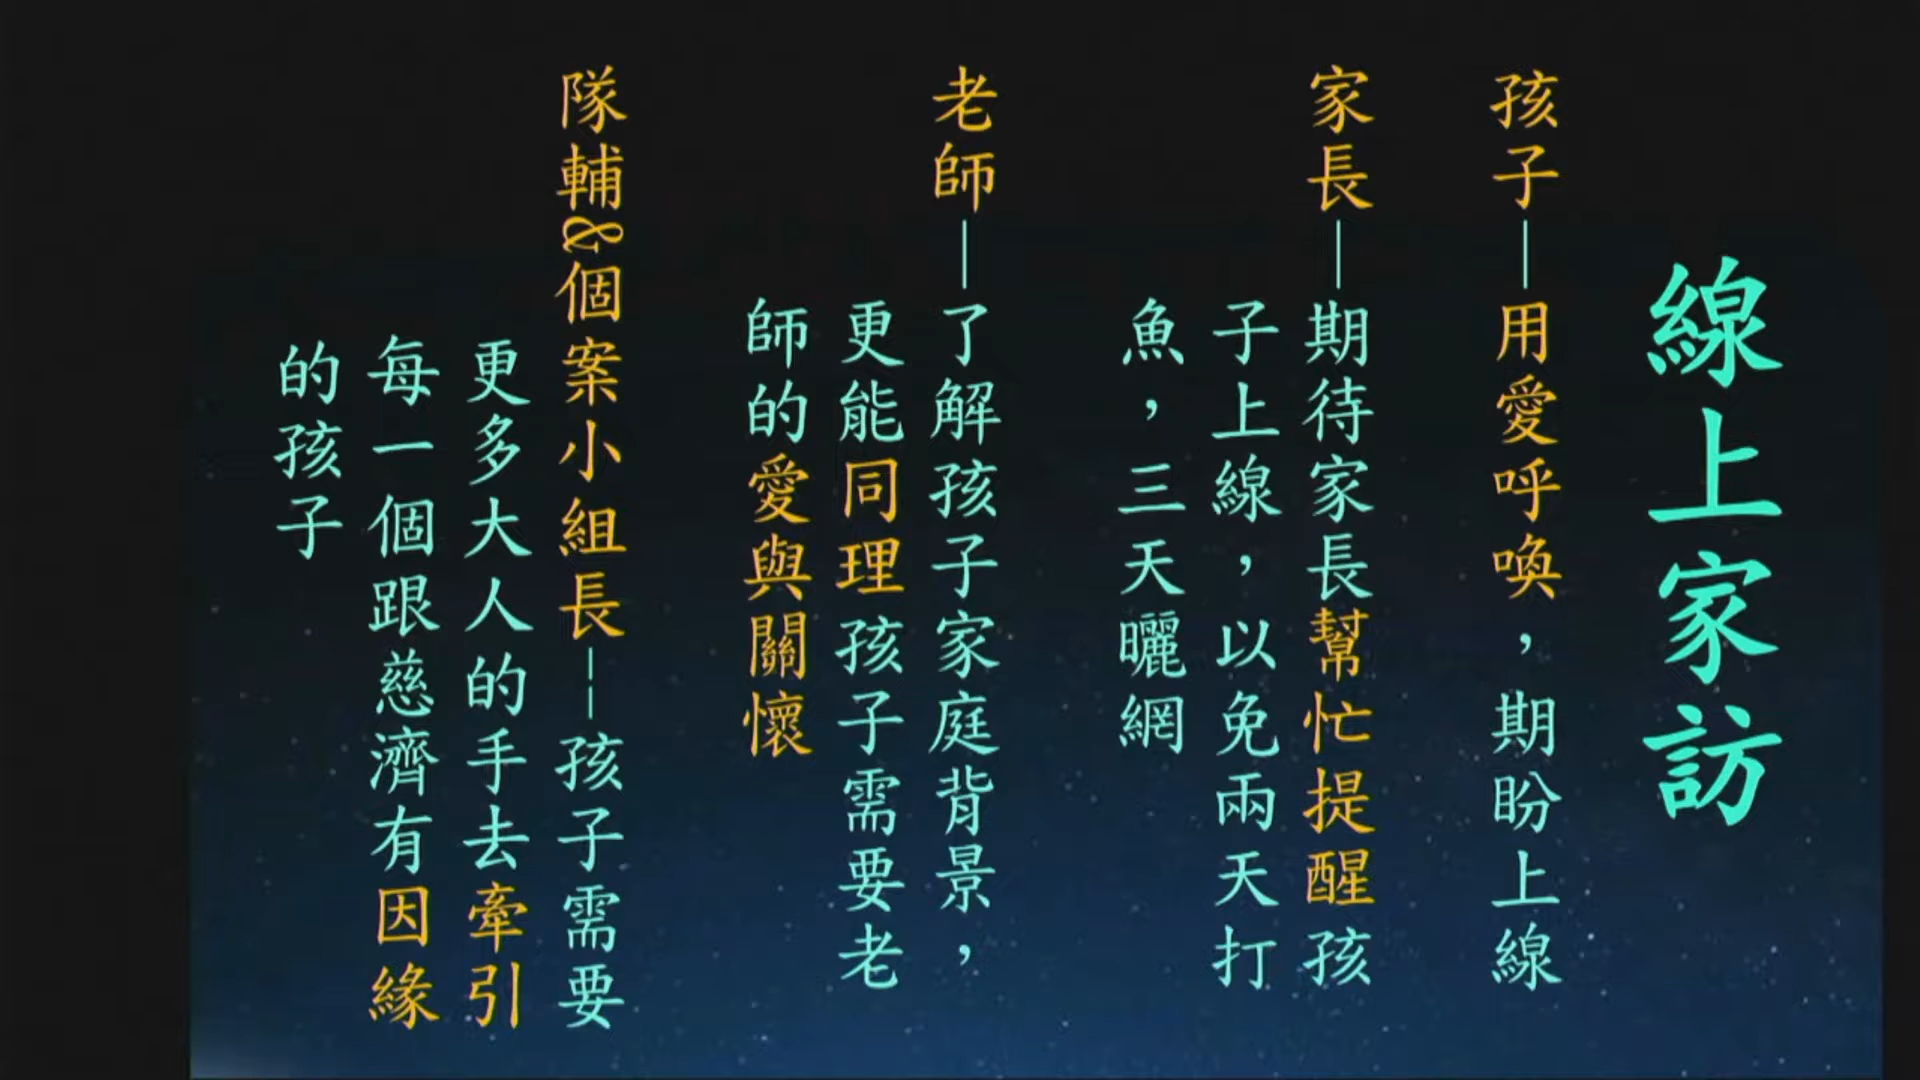 線上家訪
孩子—用愛呼喚，期盼上線
家長—期待家長幫忙提醒孩
子上線，以免兩天打
魚，三天曬網
老師—了解孩子家庭背景，
更能同理孩子需要老
師的愛與關懷
隊輔&個案小組長--孩子需要
更多大人的手去牽引
每一個跟慈濟有因緣
的孩子